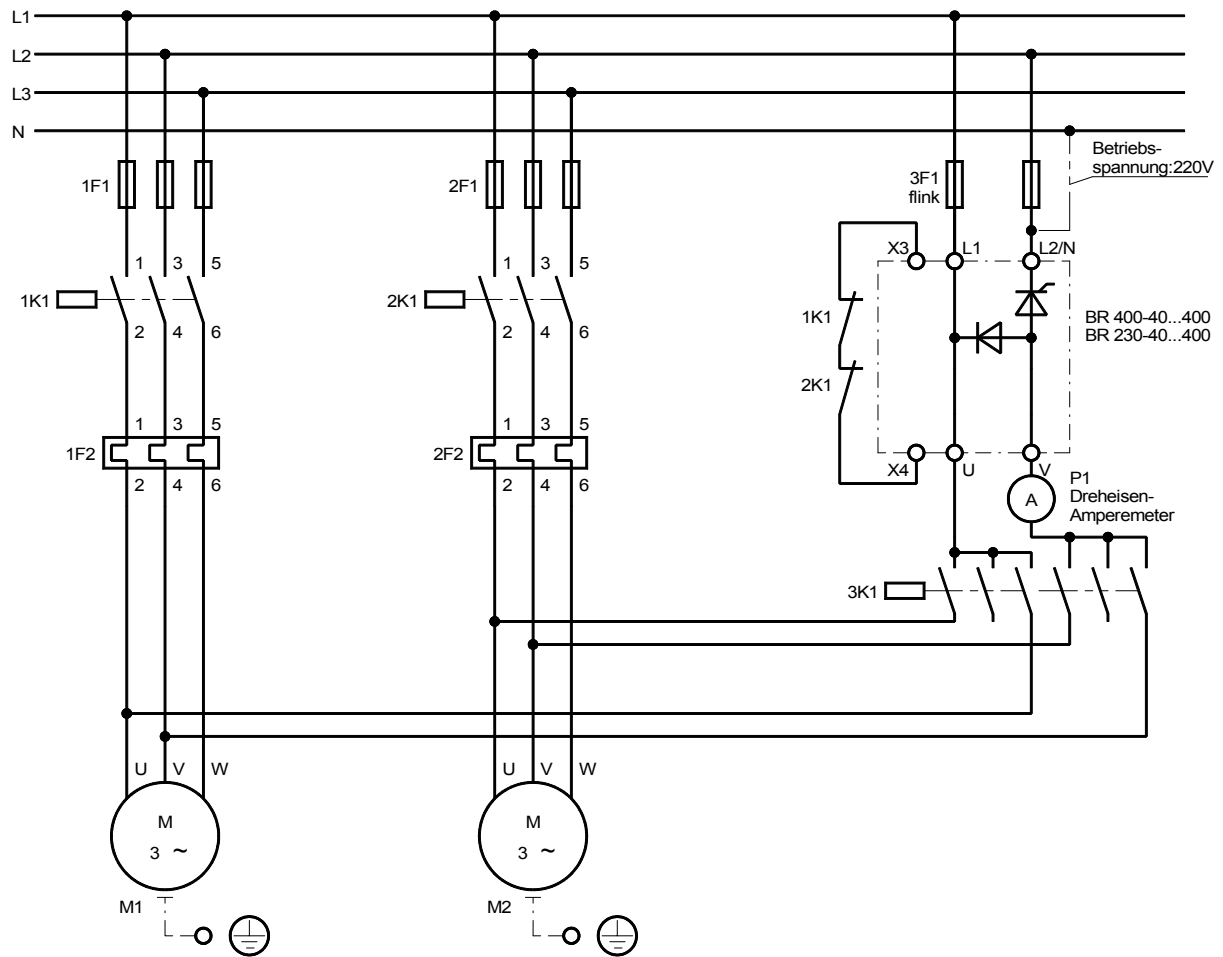 L1
L2
L3
N
Betriebs-
spannung:220V
1F1
2F1
3F1
flink
X3 L1 L2/N
1 3 5
1 3 5
1K1
2K1
1K1
2K1
BR 400-40...400
BR 230-40...400
2 4 6
2 4 6
1 3 5
1 3 5
1F2
2F2
2 4 6
2 4 6
X4 U V
A
P1
Dreheisen-
Amperemeter
3K1
U V W
U V W
M
3 ~
M
3 ~
M1
M2